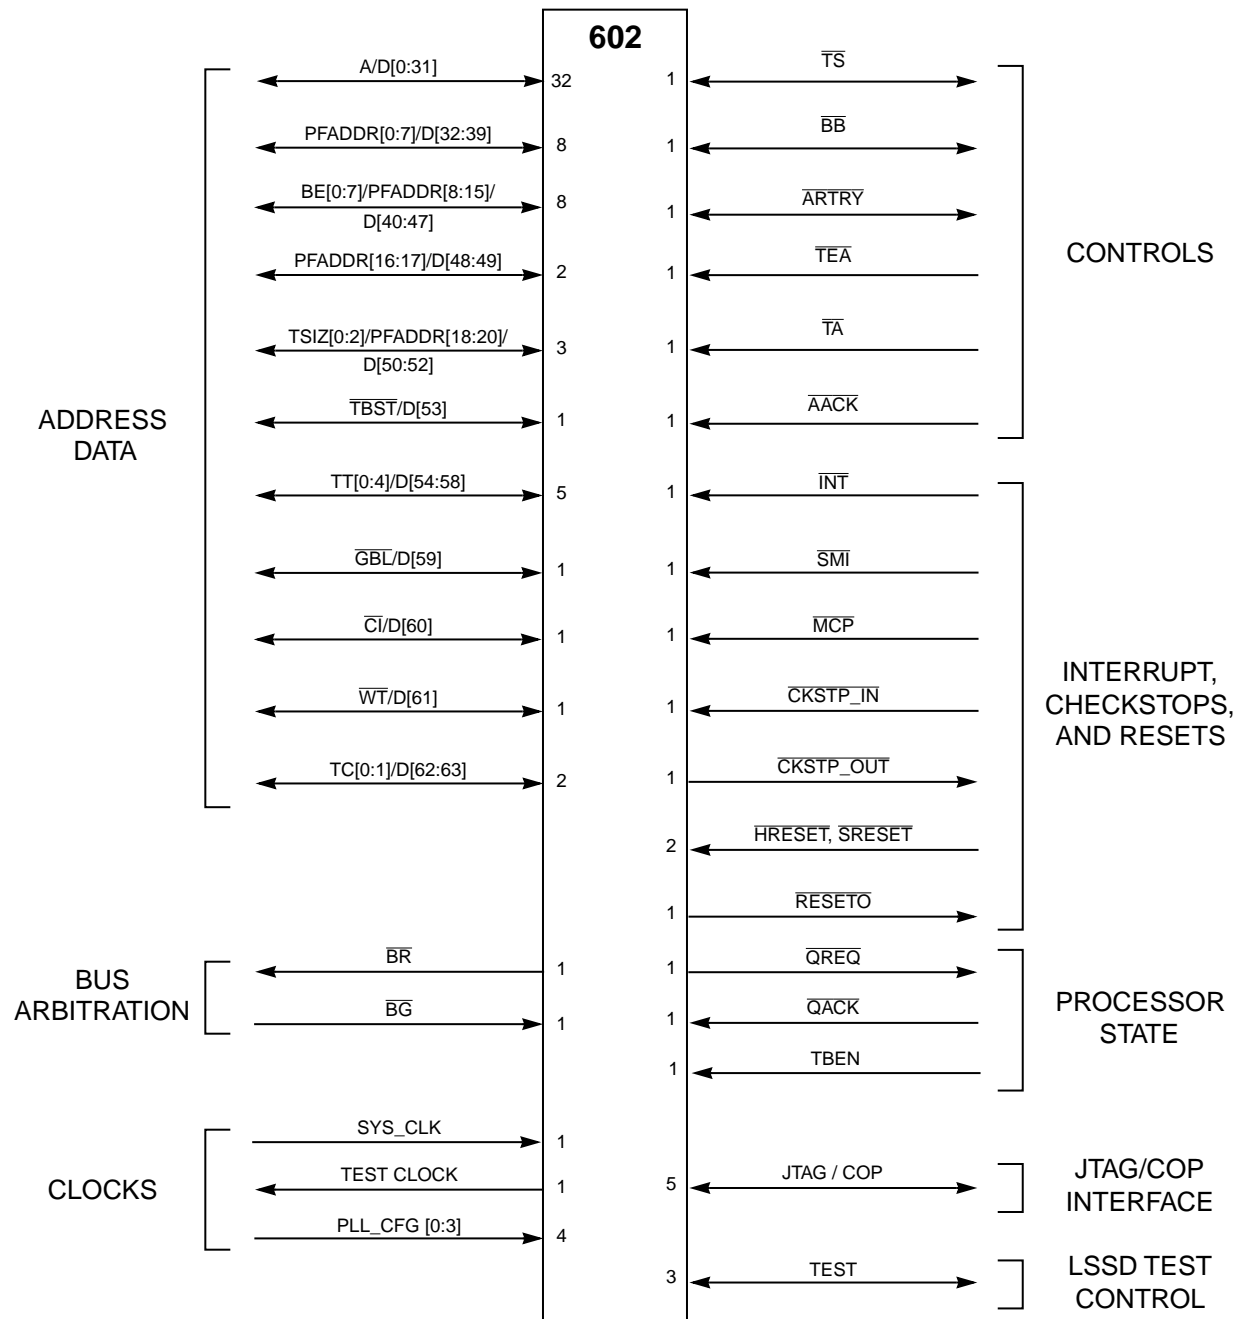 602
ADDRESS
DATA
A/D[0:31]
32
PFADDR[0:7]/D[32:39]
8
BE[0:7]/PFADDR[8:15]/
D[40:47]
8
PFADDR[16:17]/D[48:49]
2
TSIZ[0:2]/PFADDR[18:20]/
D[50:52]
3
TBST/D[53]
1
TT[0:4]/D[54:58]
5
GBL/D[59]
1
CI/D[60]
1
WT/D[61]
1
TC[0:1]/D[62:63]
2
BUS
ARBITRATION
BR
1
BG
1
CLOCKS
SYS_CLK
1
TEST CLOCK
1
PLL_CFG [0:3]
4
1
TS
1
BB
1
ARTRY
1
TEA
1
TA
1
AACK
CONTROLS
1
INT
1
SMI
1
MCP
1
CKSTP_IN
1
CKSTP_OUT
2
HRESET, SRESET
1
RESETO
INTERRUPT,
CHECKSTOPS,
AND RESETS
1
QREQ
1
QACK
1
TBEN
PROCESSOR
STATE
5
JTAG / COP
JTAG/COP
INTERFACE
3
TEST
LSSD TEST
CONTROL